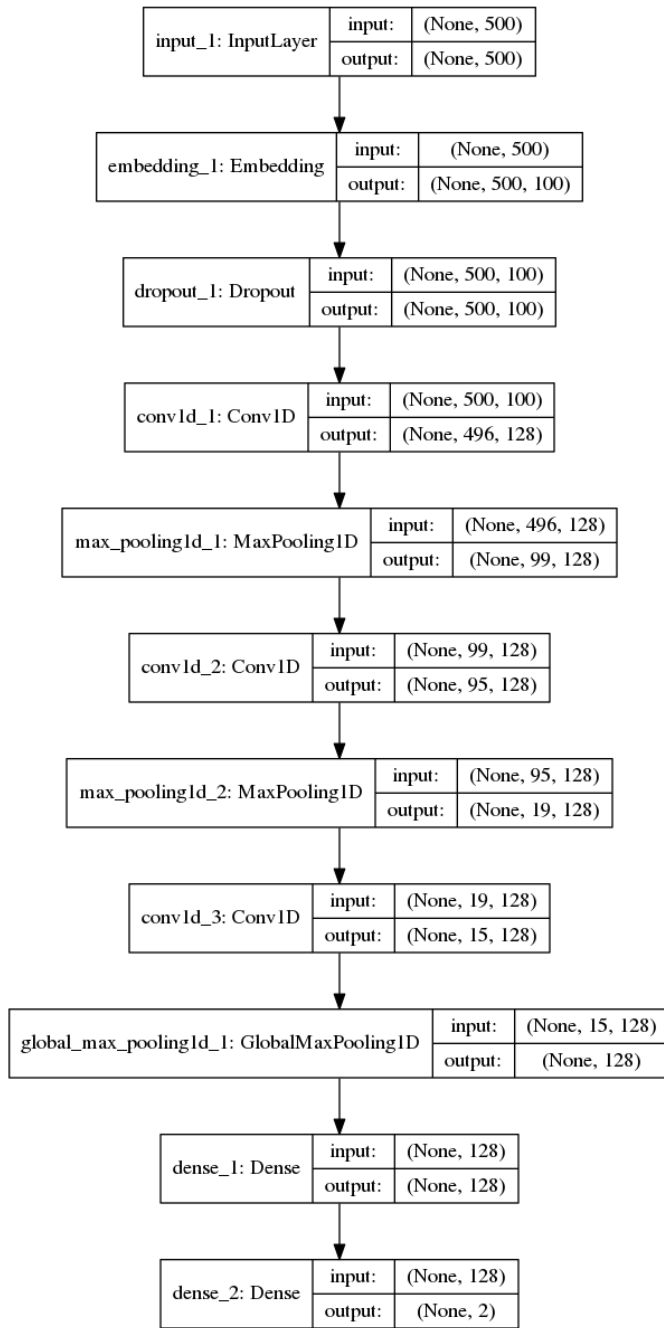 input_1: InputLayer
input: (None, 500)
output: (None, 500)
embedding_1: Embedding
input: (None, 500)
output: (None, 500, 100)
dropout_1: Dropout
input: (None, 500, 100)
output: (None, 500, 100)
conv1d_1: Conv1D
input: (None, 500, 100)
output: (None, 496, 128)
max_pooling1d_1: MaxPooling1D
input: (None, 496, 128)
output: (None, 99, 128)
conv1d_2: Conv1D
input: (None, 99, 128)
output: (None, 95, 128)
max_pooling1d_2: MaxPooling1D
input: (None, 95, 128)
output: (None, 19, 128)
conv1d_3: Conv1D
input: (None, 19, 128)
output: (None, 15, 128)
global_max_pooling1d_1: GlobalMaxPooling1D
input: (None, 15, 128)
output: (None, 128)
dense_1: Dense
input: (None, 128)
output: (None, 128)
dense_2: Dense
input: (None, 128)
output: (None, 2)